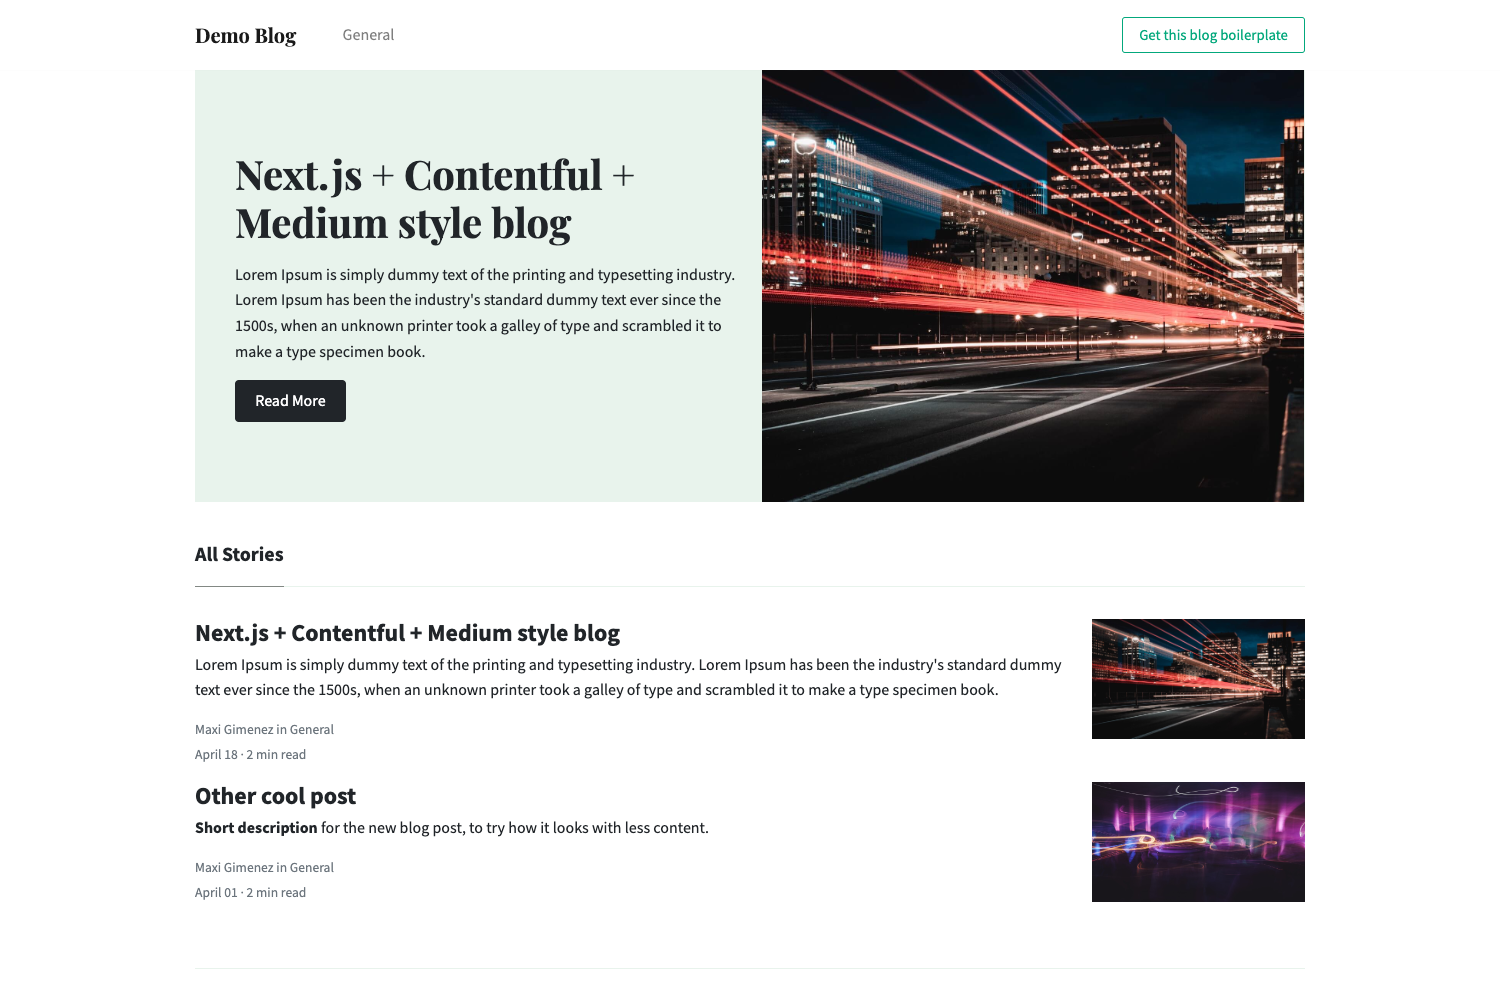 Demo Blog
General
Get this blog boilerplate
Next.js + Contentful +
Medium style blog
Lorem Ipsum is simply dummy text of the printing and typesetting industry.
Lorem Ipsum has been the industry's standard dummy text ever since the
1500s, when an unknown printer took a galley of type and scrambled it to
make a type specimen book.
Read More
All Stories
Next.js + Contentful + Medium style blog
Lorem Ipsum is simply dummy text of the printing and typesetting industry. Lorem Ipsum has been the industry's standard dummy
text ever since the 1500s, when an unknown printer took a galley of type and scrambled it to make a type specimen book.
Maxi Gimenez in General
April 18 · 2 min read
Other cool post
Short description for the new blog post, to try how it looks with less content.
Maxi Gimenez in General
April 01 · 2 min read